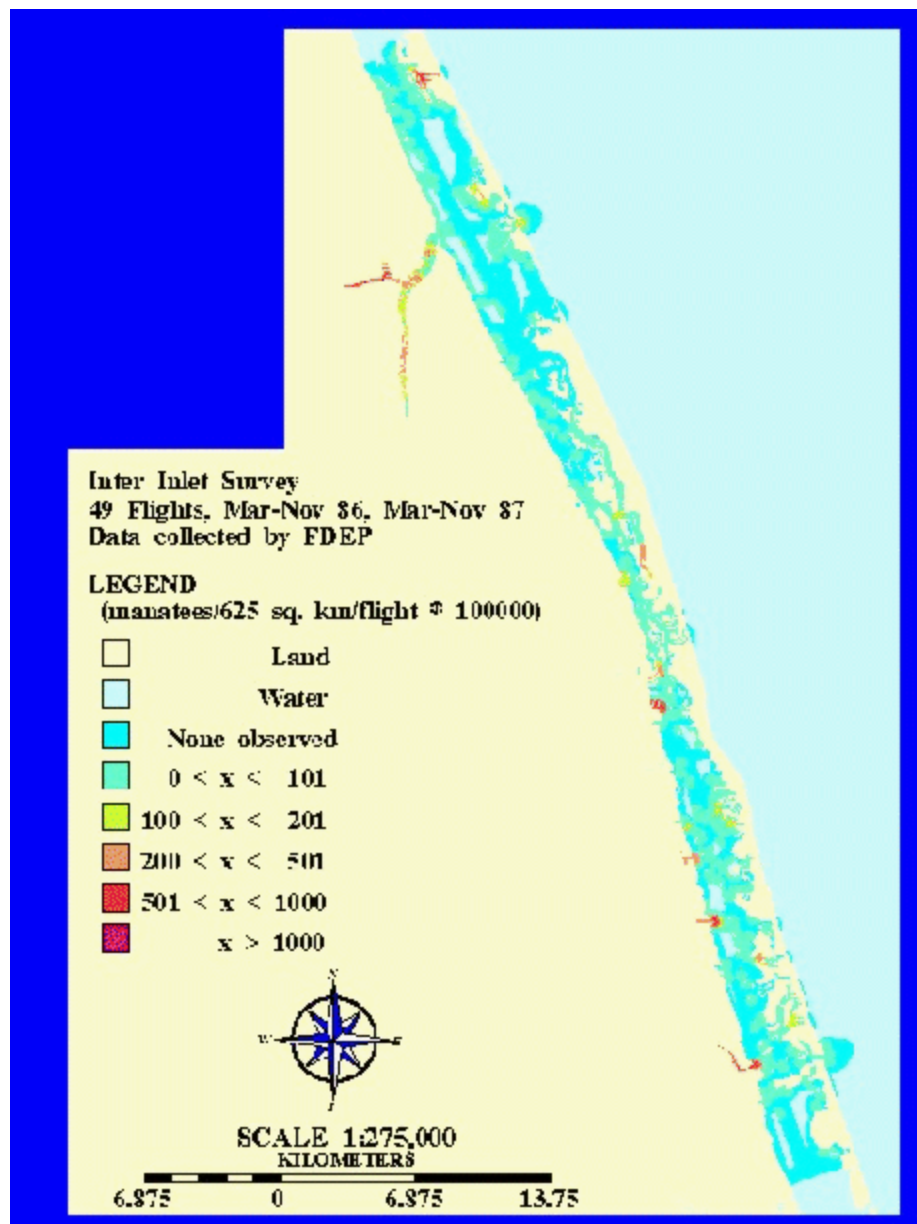 Inter Inlet Survey
49 Flights, Mar-Nov 86, Mar-Nov 87
Data collected by FDEP
LEGEND
(manatees/625 sq. km/flight * 100000)
Land
Water
None observed
0 < x < 101
100 < x < 201
200 < x < 501
501 < x < 1000
x > 1000
N
W E
S
SCALE 1:275,000
KILOMETERS
6.875 0 6.875 13.75